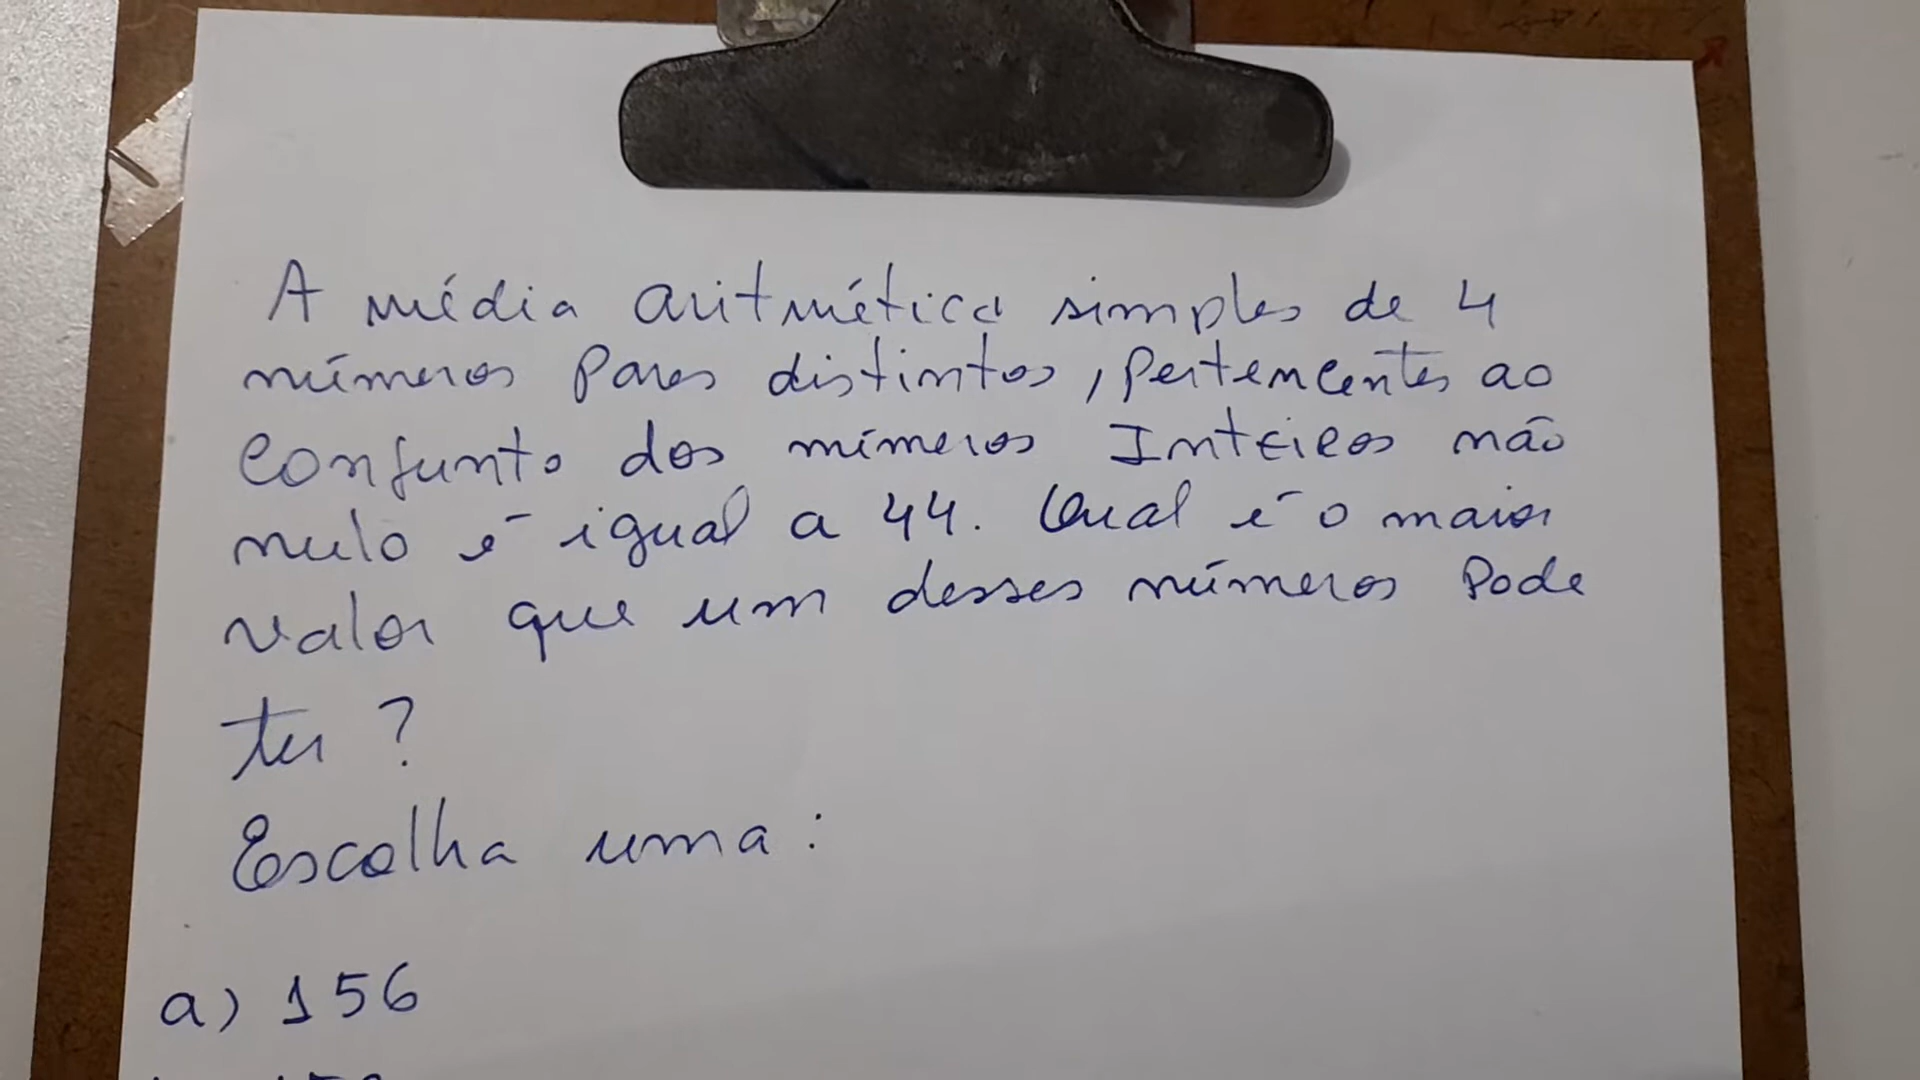 A média aritmética simples de 4
números Pares distintos, Pertencentes ao
conjunto dos números Inteiros não
nulo é igual a 44. Qual é o maior
valor que um desses números Pode
ter ?
Escolha uma :
a) 156